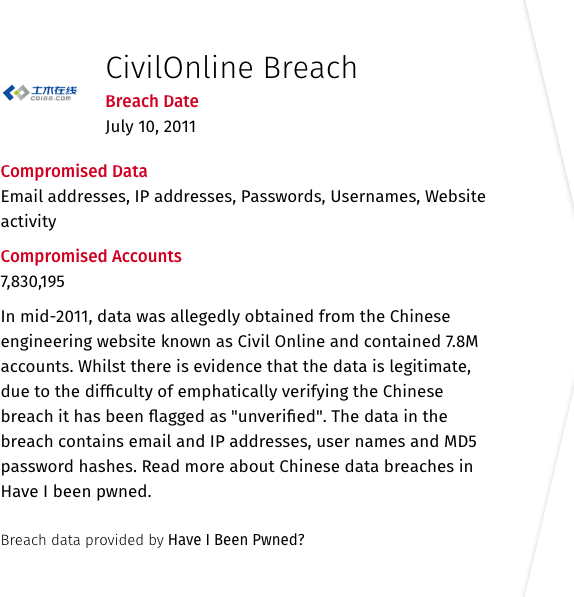 CivilOnline Breach
土木在线
CO188.COM
Breach Date
July 10, 2011
Compromised Data
Email addresses, IP addresses, Passwords, Usernames, Website
activity
Compromised Accounts
7,830,195
In mid-2011, data was allegedly obtained from the Chinese
engineering website known as Civil Online and contained 7.8M
accounts. Whilst there is evidence that the data is legitimate,
due to the difficulty of emphatically verifying the Chinese
breach it has been flagged as "unverified". The data in the
breach contains email and IP addresses, user names and MD5
password hashes. Read more about Chinese data breaches in
Have I been pwned.
Breach data provided by Have I Been Pwned?